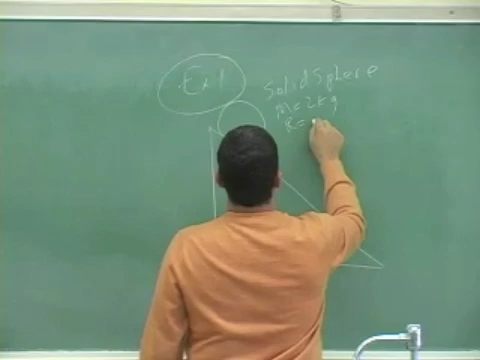 Ex1
Solid Sphere
m = 2kg
R =